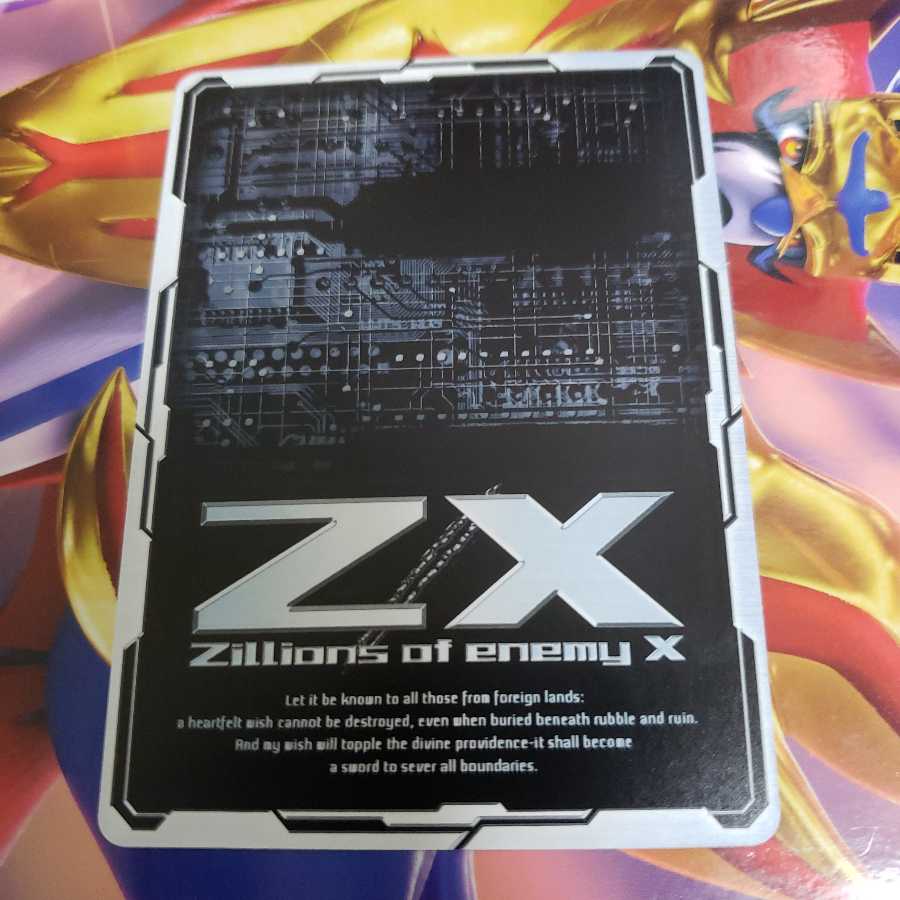 Z/X
Zillions of enemy X
Let it be known to all those from foreign lands:
a heartfelt wish cannot be destroyed, even when buried beneath rubble and ruin.
And my wish will topple the divine providence-it shall become
a sword to sever all boundaries.